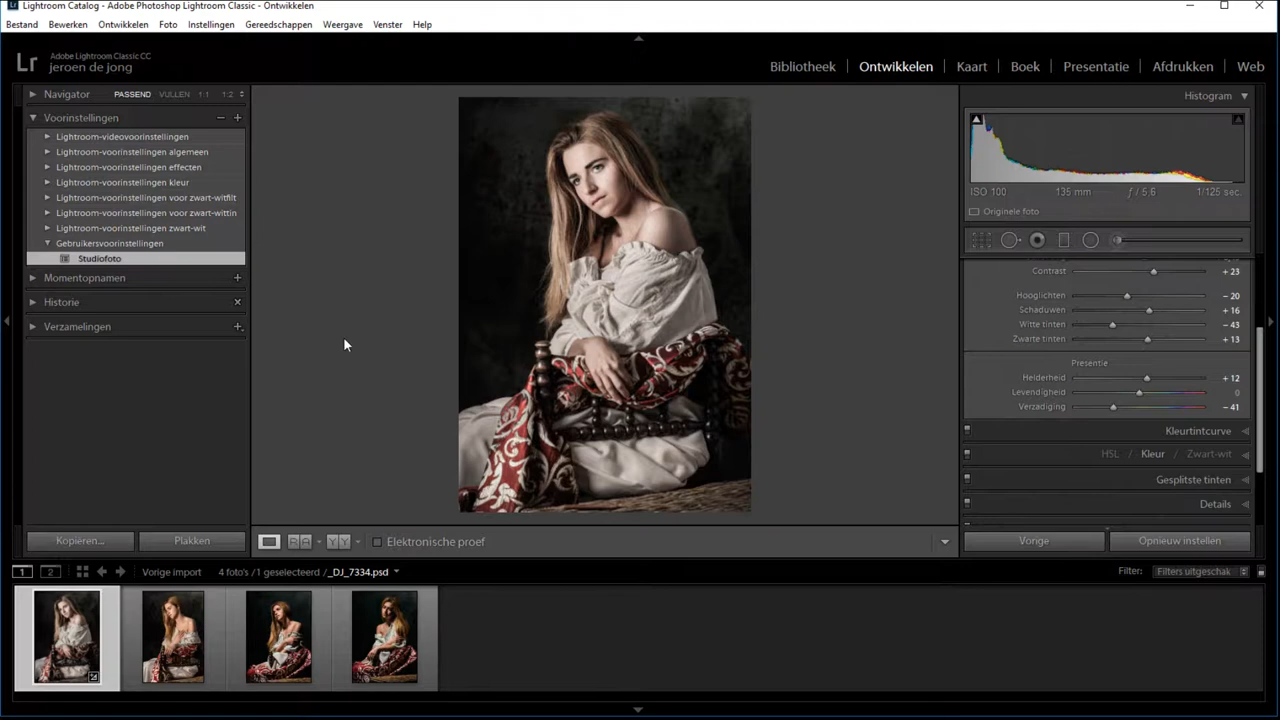 Lightroom Catalog - Adobe Photoshop Lightroom Classic - Ontwikkelen
Bestand Bewerken Ontwikkelen Foto Instellingen Gereedschappen Weergave Venster Help
Lr Adobe Lightroom Classic CC
jeroen de jong
Bibliotheek Ontwikkelen Kaart Boek Presentatie Afdrukken Web
Navigator PASSEND VULLEN 1:1 1:2
Voorinstellingen
Lightroom-videovoorinstellingen
Lightroom-voorinstellingen algemeen
Lightroom-voorinstellingen effecten
Lightroom-voorinstellingen kleur
Lightroom-voorinstellingen voor zwart-witfilt
Lightroom-voorinstellingen voor zwart-wittin
Lightroom-voorinstellingen zwart-wit
Gebruikersvoorinstellingen
Studiofoto
Momentopnamen
Historie
Verzamelingen
Kopiëren... Plakken
Elektronische proef
Histogram
ISO 100 135 mm ƒ / 5,6 1/125 sec.
Originele foto
Contrast + 23
Hooglichten - 20
Schaduwen + 16
Witte tinten - 43
Zwarte tinten + 13
Presentie
Helderheid + 12
Levendigheid 0
Verzadiging - 41
Kleurtintcurve
HSL / Kleur / Zwart-wit
Gesplitste tinten
Details
Vorige Opnieuw instellen
1 2 Vorige import 4 foto's /1 geselecteerd /_DJ_7334.psd Filter: Filters uitgeschak